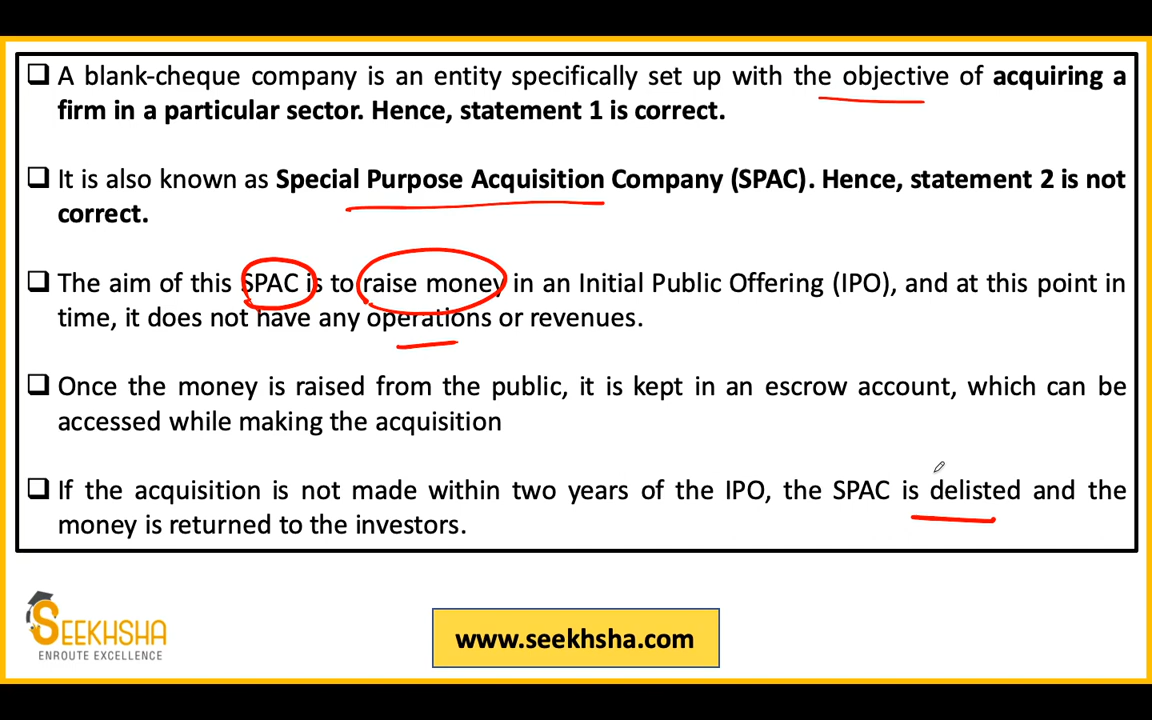 ❑ A blank-cheque company is an entity specifically set up with the objective of acquiring a
firm in a particular sector. Hence, statement 1 is correct.
❑ It is also known as Special Purpose Acquisition Company (SPAC). Hence, statement 2 is not
correct.
❑ The aim of this SPAC is to raise money in an Initial Public Offering (IPO), and at this point in
time, it does not have any operations or revenues.
❑ Once the money is raised from the public, it is kept in an escrow account, which can be
accessed while making the acquisition
❑ If the acquisition is not made within two years of the IPO, the SPAC is delisted and the
money is returned to the investors.
SEEKHSHA
ENROUTE EXCELLENCE
www.seekhsha.com